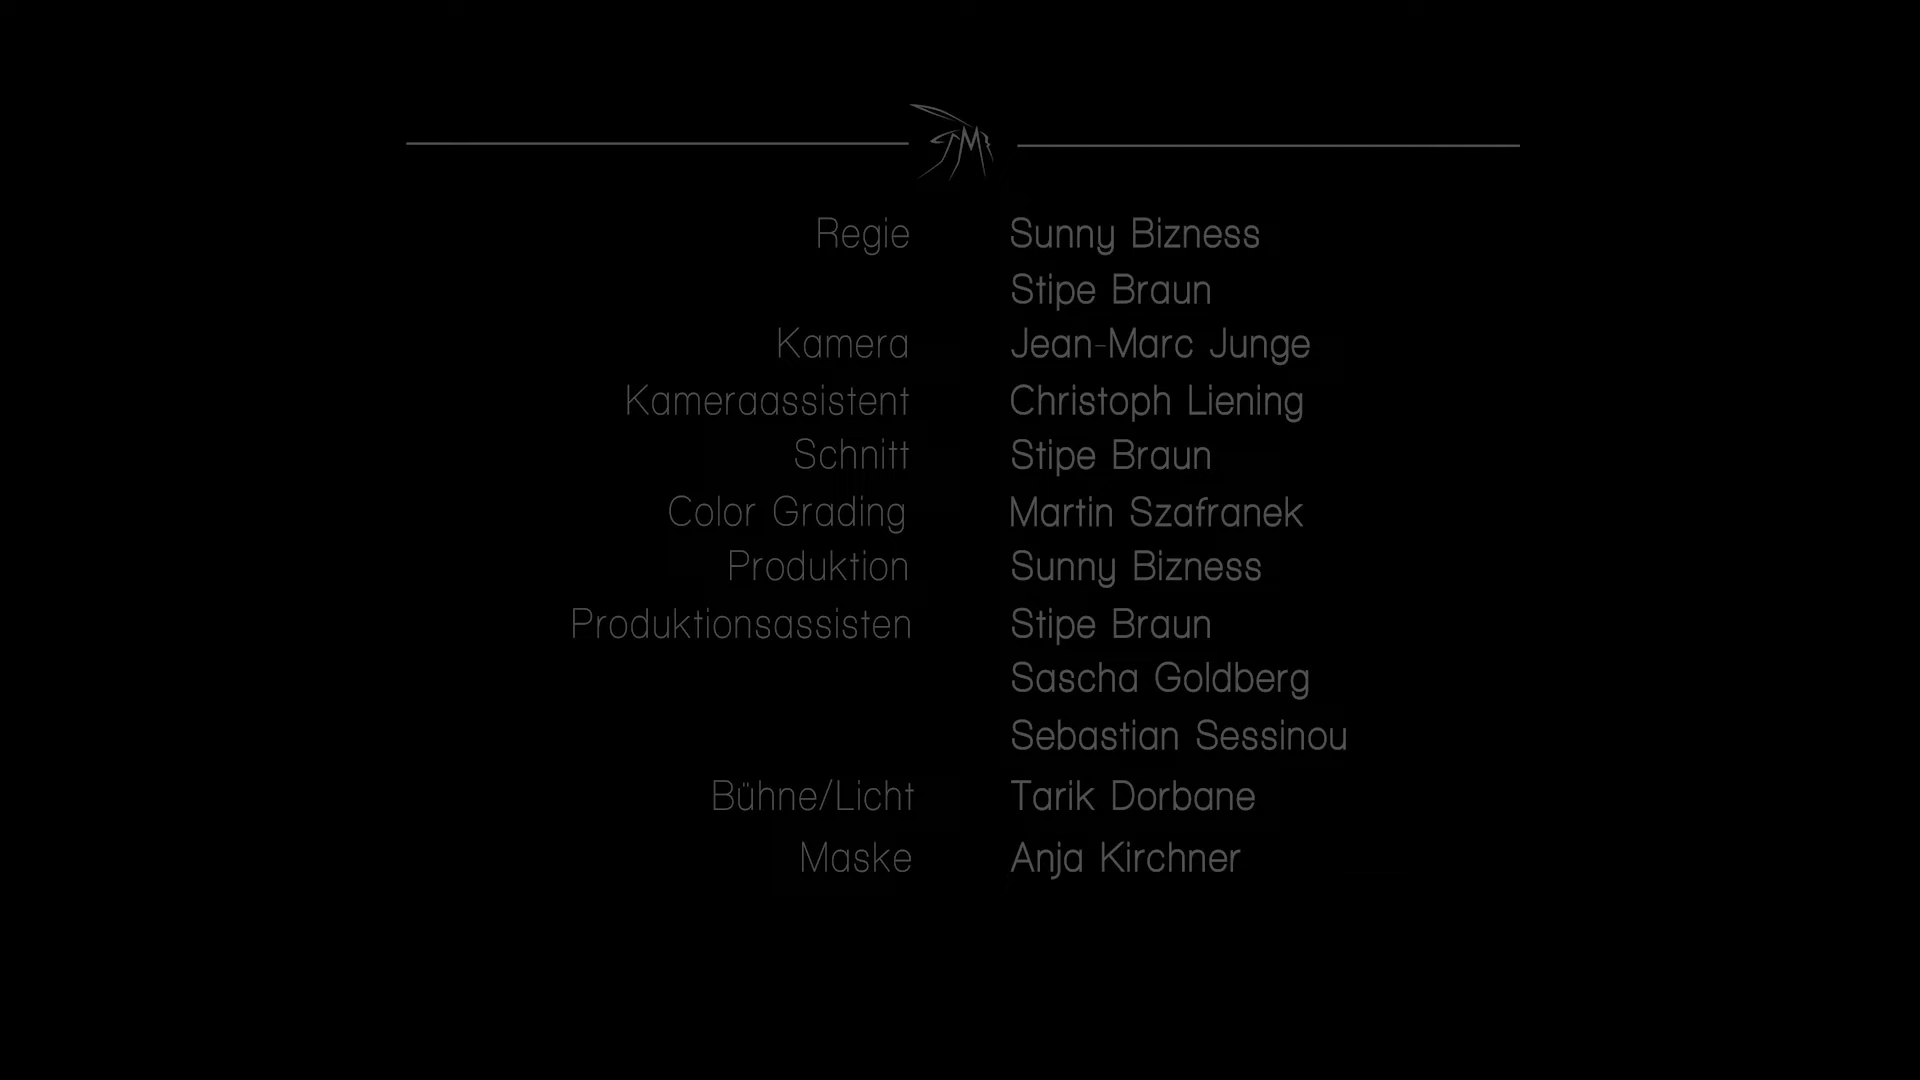 Regie Sunny Bizness
Stipe Braun
Kamera Jean-Marc Junge
Kameraassistent Christoph Liening
Schnitt Stipe Braun
Color Grading Martin Szafranek
Produktion Sunny Bizness
Produktionsassisten Stipe Braun
Sascha Goldberg
Sebastian Sessinou
Bühne/Licht Tarik Dorbane
Maske Anja Kirchner